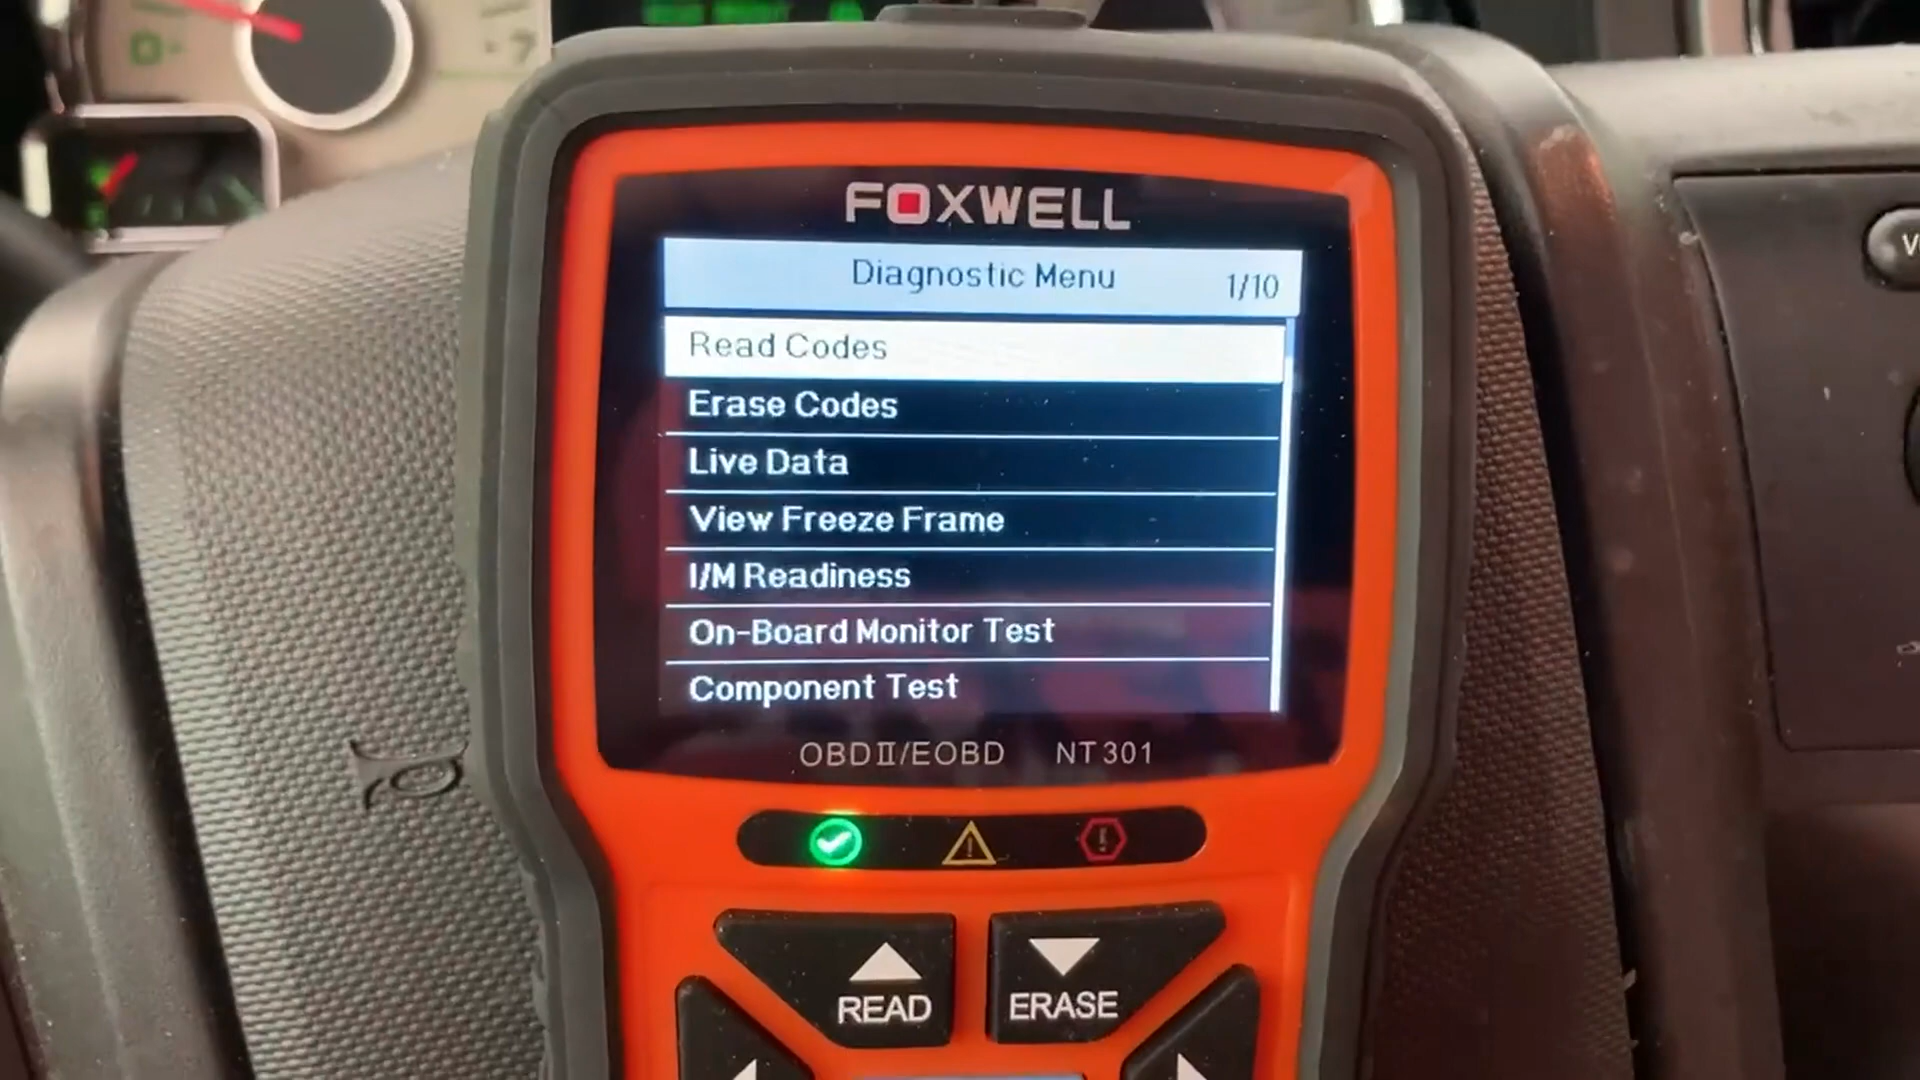 FOXWELL
Diagnostic Menu 1/10
Read Codes
Erase Codes
Live Data
View Freeze Frame
I/M Readiness
On-Board Monitor Test
Component Test
OBDII/EOBD NT301
READ ERASE